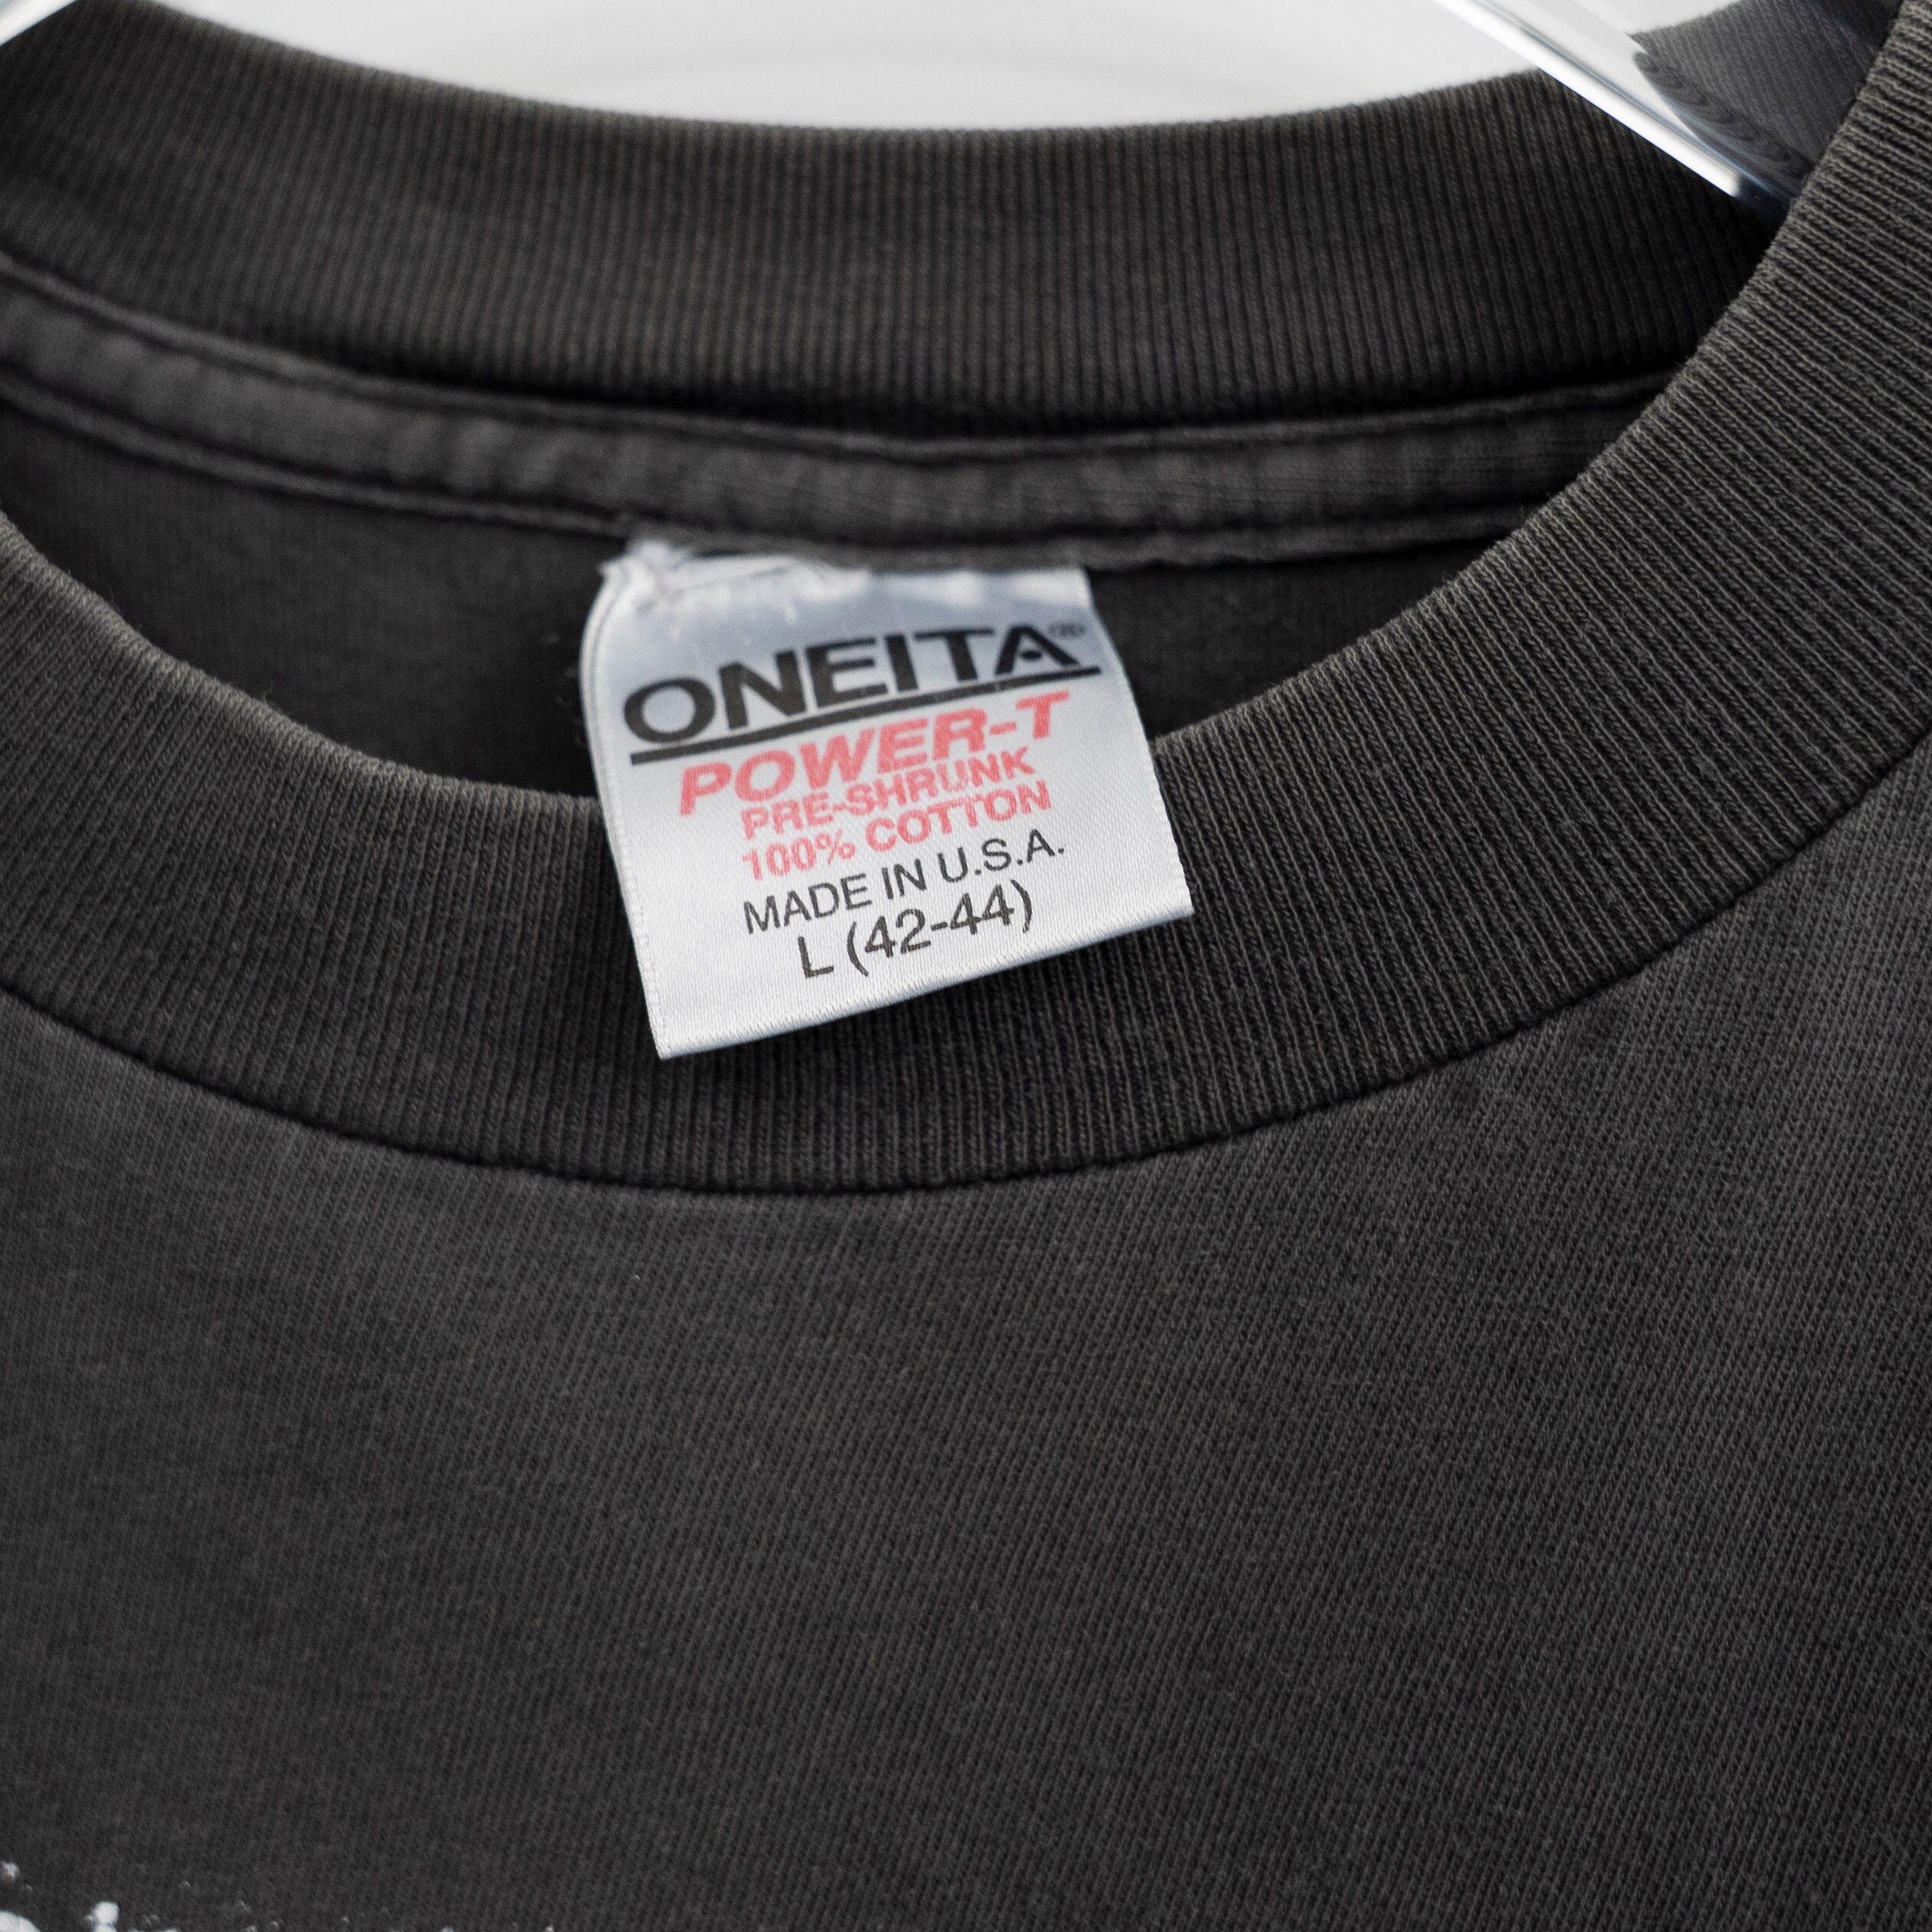 ONEITA®
POWER-T
PRE-SHRUNK
100% COTTON
MADE IN U.S.A.
L (42-44)